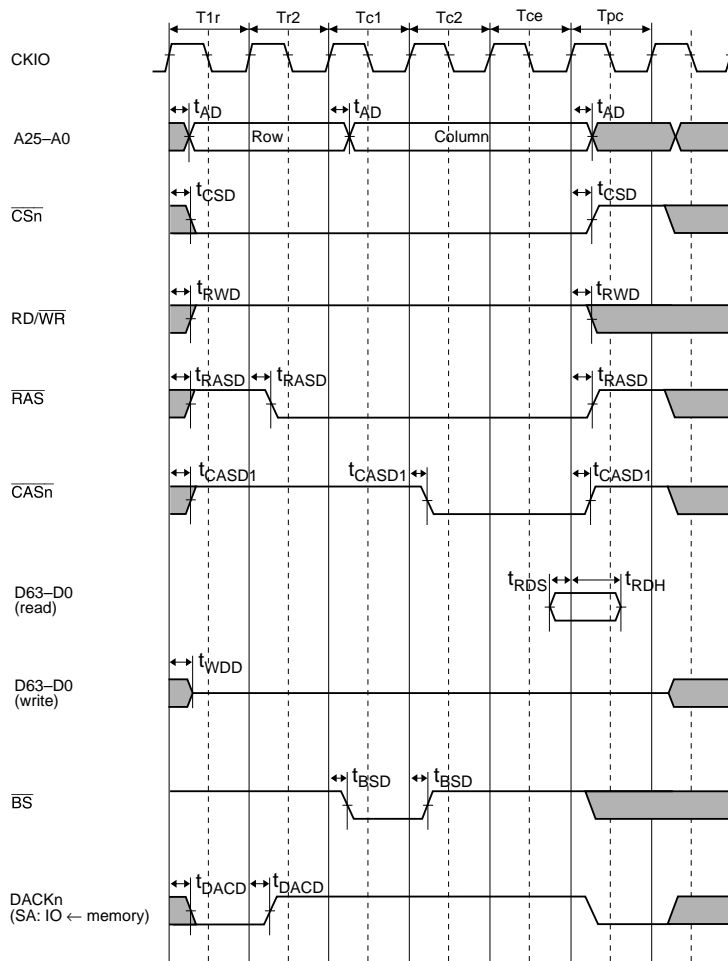 T1r Tr2 Tc1 Tc2 Tce Tpc
CKIO
tAD tAD tAD
A25–A0 Row Column
tCSD tCSD
CSn
tRWD tRWD
RD/WR
tRASD tRASD tRASD
RAS
tCASD1 tCASD1 tCASD1
CASn
tRDS tRDH
D63–D0
(read)
tWDD
D63–D0
(write)
tBSD tBSD
BS
tDACD tDACD
DACKn
(SA: IO ← memory)